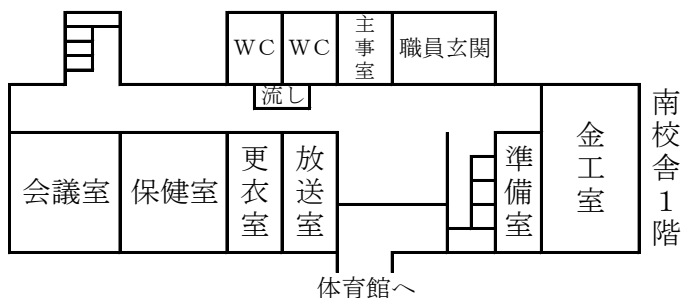 ＷＣ
ＷＣ
主事室
職員玄関
流し
会議室
保健室
更衣室
放送室
準備室
金工室
南校舎１階
体育館へ